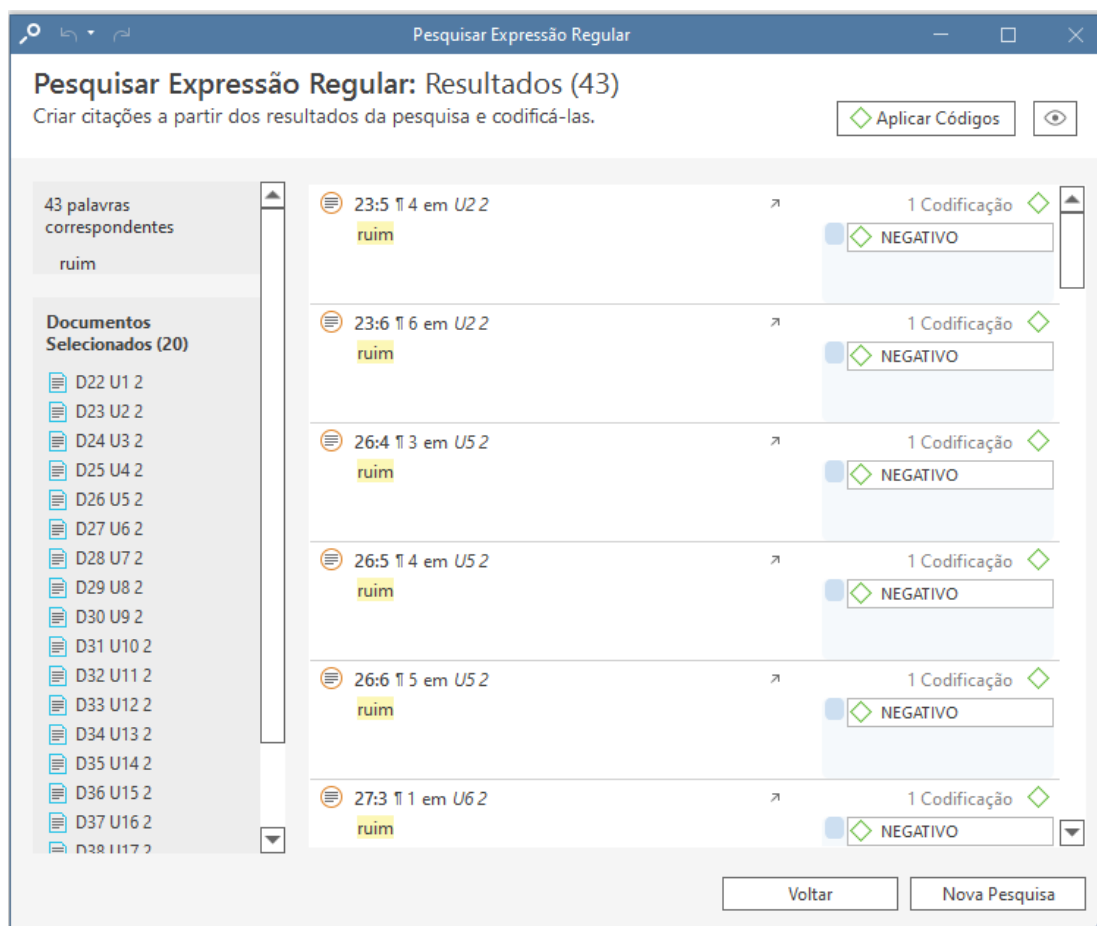 Pesquisar Expressão Regular
Pesquisar Expressão Regular: Resultados (43)
Criar citações a partir dos resultados da pesquisa e codificá-las.
Aplicar Códigos
43 palavras
correspondentes
ruim
Documentos
Selecionados (20)
D22 U1 2
D23 U2 2
D24 U3 2
D25 U4 2
D26 U5 2
D27 U6 2
D28 U7 2
D29 U8 2
D30 U9 2
D31 U10 2
D32 U11 2
D33 U12 2
D34 U13 2
D35 U14 2
D36 U15 2
D37 U16 2
D38 U17 2
23:5 ¶ 4 em U2 2
1 Codificação
ruim
NEGATIVO
23:6 ¶ 6 em U2 2
1 Codificação
ruim
NEGATIVO
26:4 ¶ 3 em U5 2
1 Codificação
ruim
NEGATIVO
26:5 ¶ 4 em U5 2
1 Codificação
ruim
NEGATIVO
26:6 ¶ 5 em U5 2
1 Codificação
ruim
NEGATIVO
27:3 ¶ 1 em U6 2
1 Codificação
ruim
NEGATIVO
Voltar
Nova Pesquisa